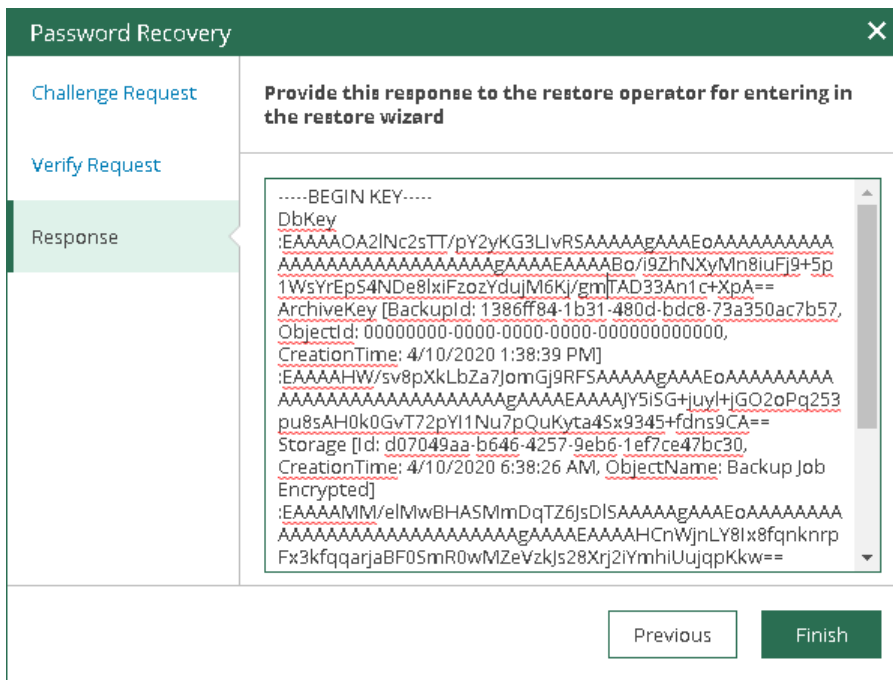 Password Recovery
Challenge Request
Verify Request
Response
Provide this response to the restore operator for entering in
the restore wizard
-----BEGIN KEY-----
DbKey
:EAAAAOA2lNc2sTT/pY2yKG3LIvRSAAAAAgAAAEoAAAAAAAAAA
AAAAAAAAAAAAAAAAAAgAAAAEAAAABo/i9ZhNXyMn8iuFj9+5p
1WsYrEpS4NDe8lxiFzozYdujM6Kj/gmTAD33An1c+XpA==
ArchiveKey [BackupId: 1386ff84-1b31-480d-bdc8-73a350ac7b57,
ObjectId: 00000000-0000-0000-0000-000000000000,
CreationTime: 4/10/2020 1:38:39 PM]
:EAAAAHW/sv8pXkLbZa7JomGj9RFSAAAAAgAAAEoAAAAAAAAA
AAAAAAAAAAAAAAAAAAAgAAAAEAAAAJY5iSG+juyl+jGO2oPq253
pu8sAH0k0GvT72pYI1Nu7pQuKyta4Sx9345+fdns9CA==
Storage [Id: d07049aa-b646-4257-9eb6-1ef7ce47bc30,
CreationTime: 4/10/2020 6:38:26 AM, ObjectName: Backup Job
Encrypted]
:EAAAAMM/elMwBHASMmDqTZ6JsDlSAAAAAgAAAEoAAAAAAAA
AAAAAAAAAAAAAAAAAAAAgAAAAEAAAAHCnWjnLY8Ix8fqnknrp
Fx3kfqqarjaBF0SmR0wMZeVzkJs28Xrj2iYmhiUujqpKkw==
Previous
Finish